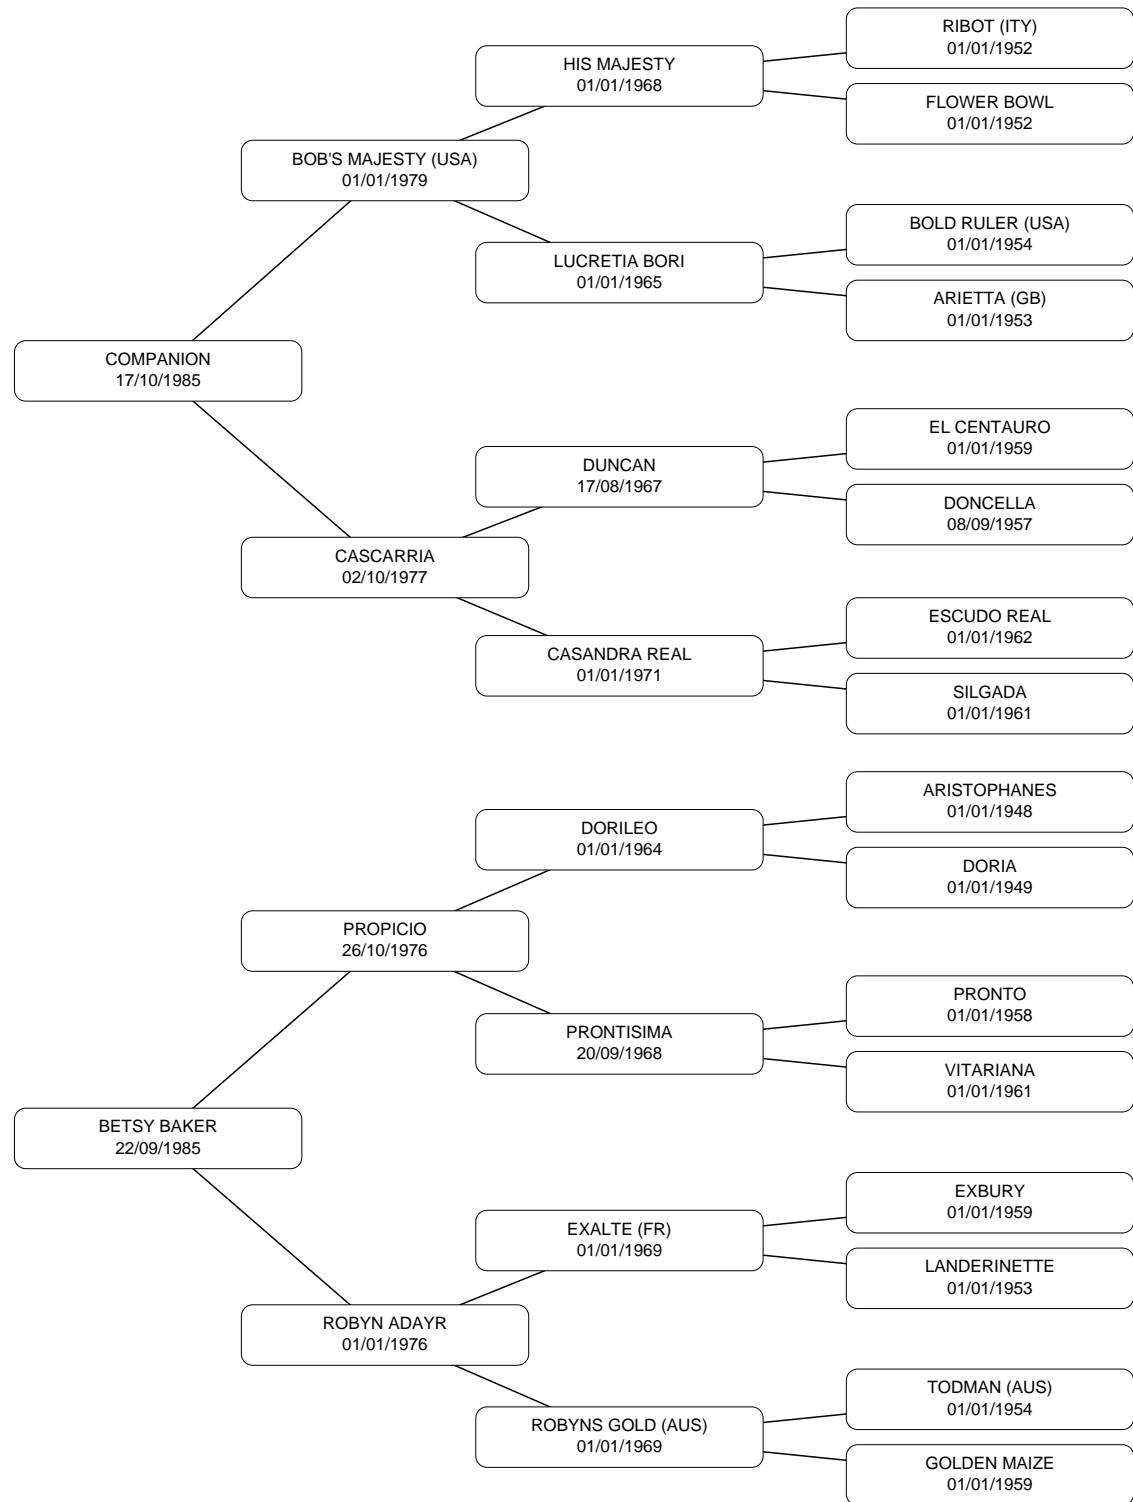 RIBOT (ITY)
01/01/1952
HIS MAJESTY
01/01/1968
FLOWER BOWL
01/01/1952
BOB'S MAJESTY (USA)
01/01/1979
BOLD RULER (USA)
01/01/1954
LUCRETIA BORI
01/01/1965
ARIETTA (GB)
01/01/1953
COMPANION
17/10/1985
EL CENTAURO
01/01/1959
DUNCAN
17/08/1967
DONCELLA
08/09/1957
CASCARRIA
02/10/1977
ESCUDO REAL
01/01/1962
CASANDRA REAL
01/01/1971
SILGADA
01/01/1961
ARISTOPHANES
01/01/1948
DORILEO
01/01/1964
DORIA
01/01/1949
PROPICIO
26/10/1976
PRONTO
01/01/1958
PRONTISIMA
20/09/1968
VITARIANA
01/01/1961
BETSY BAKER
22/09/1985
EXBURY
01/01/1959
EXALTE (FR)
01/01/1969
LANDERINETTE
01/01/1953
ROBYN ADAYR
01/01/1976
TODMAN (AUS)
01/01/1954
ROBYNS GOLD (AUS)
01/01/1969
GOLDEN MAIZE
01/01/1959